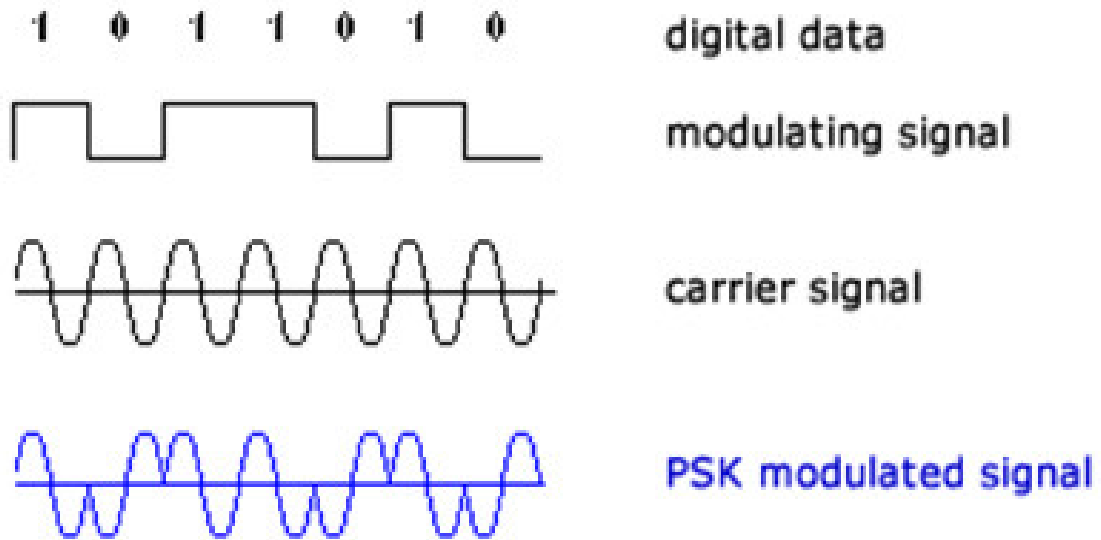 1 0 1 1 0 1 0 digital data
modulating signal
carrier signal
PSK modulated signal